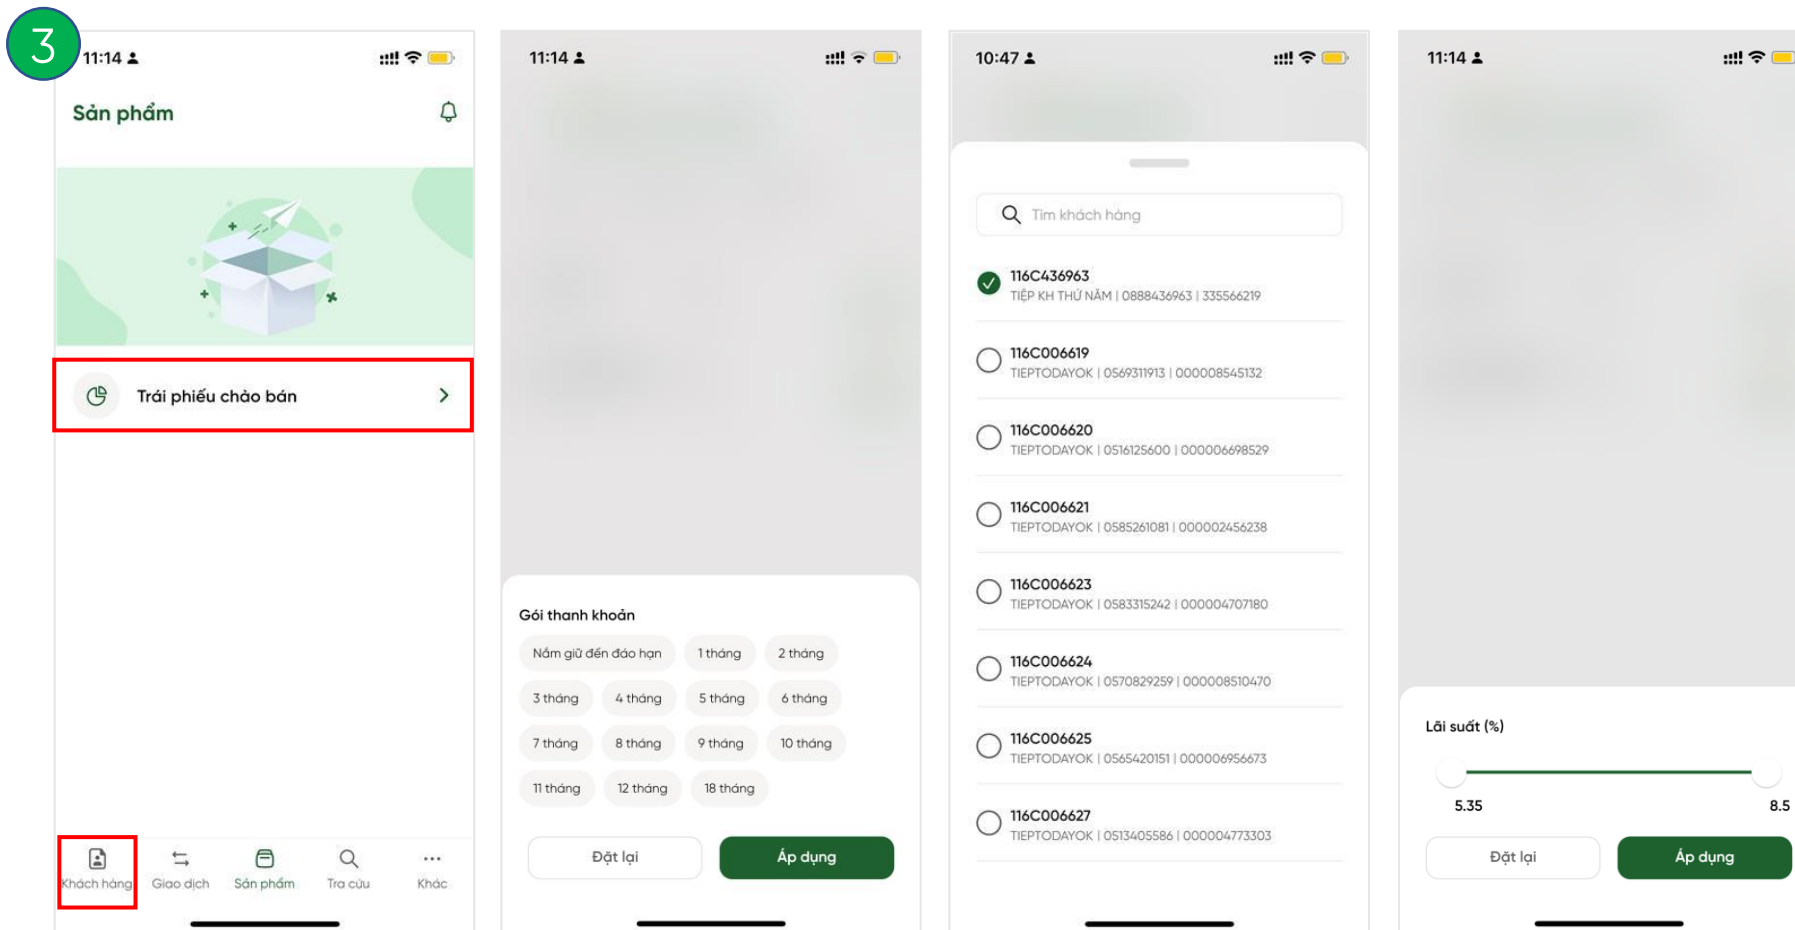 3
11:14
Sản phẩm
Trái phiếu chào bán
Khách hàng
Giao dịch
Sản phẩm
Tra cứu
Khác
11:14
Gói thanh khoản
Nắm giữ đến đáo hạn
1 tháng
2 tháng
3 tháng
4 tháng
5 tháng
6 tháng
7 tháng
8 tháng
9 tháng
10 tháng
11 tháng
12 tháng
18 tháng
Đặt lại
Áp dụng
10:47
Tìm khách hàng
116C436963
TIỆP KH THỨ NĂM | 0888436963 | 335566219
116C006619
TIEPTODAYOK | 0569311913 | 000008545132
116C006620
TIEPTODAYOK | 0516125600 | 000006698529
116C006621
TIEPTODAYOK | 0585261081 | 000002456238
116C006623
TIEPTODAYOK | 0583315242 | 000004707180
116C006624
TIEPTODAYOK | 0570829259 | 000008510470
116C006625
TIEPTODAYOK | 0565420151 | 000006956673
116C006627
TIEPTODAYOK | 0513405586 | 000004773303
11:14
Lãi suất (%)
5.35
8.5
Đặt lại
Áp dụng